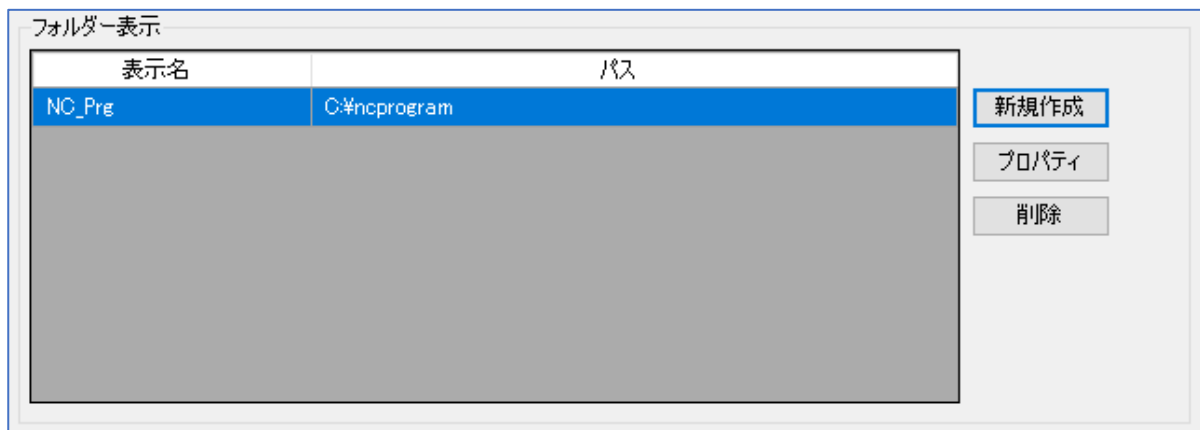 フォルダー表示
表示名 パス
NC_Prg C:¥ncprogram
新規作成
プロパティ
削除